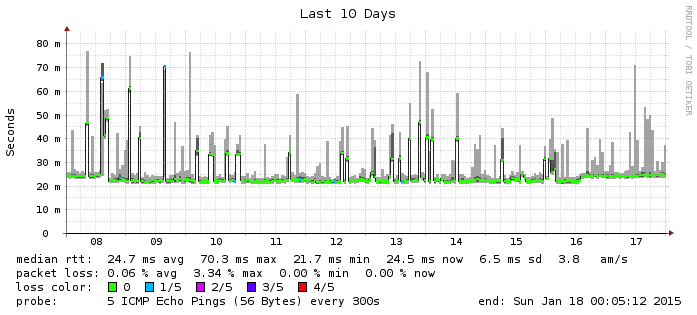 Last 10 Days
RRDTOOL / TOBI OETIKER
Seconds
80 m
70 m
60 m
50 m
40 m
30 m
20 m
10 m
0
08 09 10 11 12 13 14 15 16 17
median rtt: 24.7 ms avg 70.3 ms max 21.7 ms min 24.5 ms now 6.5 ms sd 3.8 am/s
packet loss: 0.06 % avg 3.34 % max 0.00 % min 0.00 % now
loss color: 0 1/5 2/5 3/5 4/5
probe: 5 ICMP Echo Pings (56 Bytes) every 300s end: Sun Jan 18 00:05:12 2015